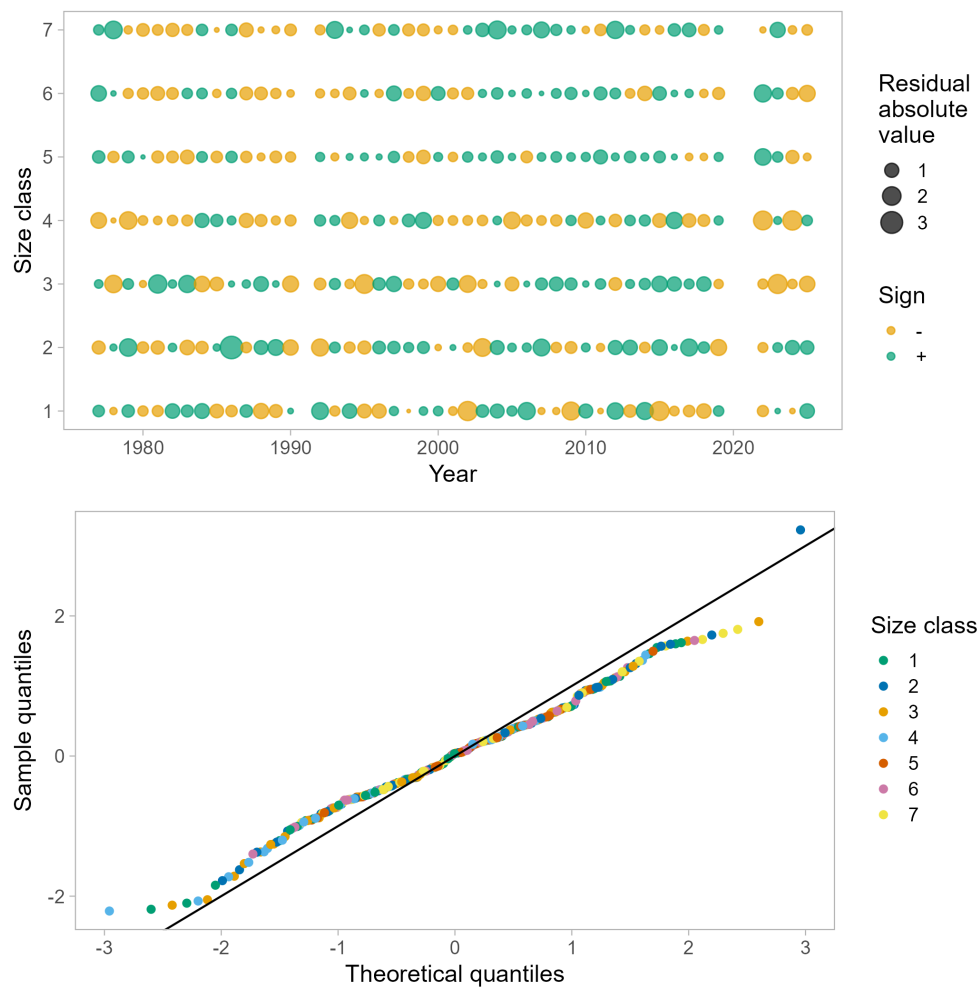 7
6
5
4
3
2
1
Size class
1980 1990 2000 2010 2020
Year
Residual
absolute
value
1
2
3
Sign
-
+
2
0
-2
Sample quantiles
-3 -2 -1 0 1 2 3
Theoretical quantiles
Size class
1
2
3
4
5
6
7